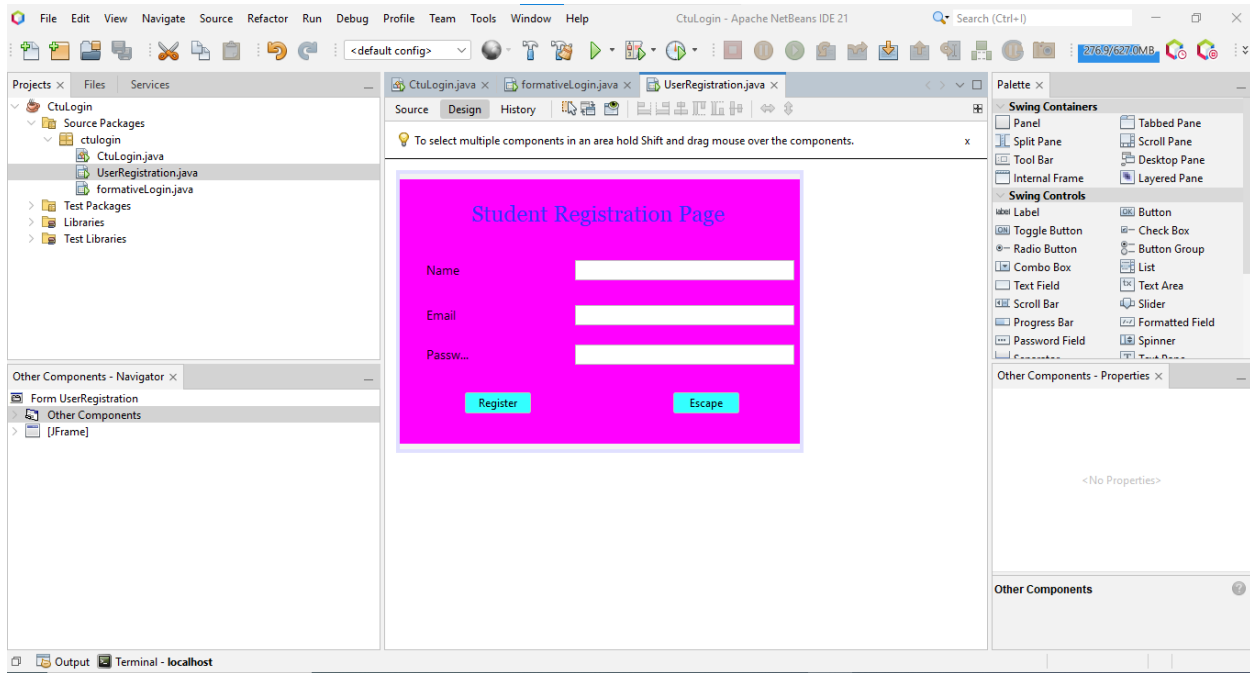 File Edit View Navigate Source Refactor Run Debug Profile Team Tools Window Help
CtuLogin - Apache NetBeans IDE 21
Search (Ctrl+I)
<default config>
276.9/627.0MB
Projects
Files
Services
CtuLogin
Source Packages
ctulogin
CtuLogin.java
UserRegistration.java
formativeLogin.java
Test Packages
Libraries
Test Libraries
Other Components - Navigator
Form UserRegistration
Other Components
[JFrame]
CtuLogin.java
formativeLogin.java
UserRegistration.java
Source Design History
To select multiple components in an area hold Shift and drag mouse over the components.
x
Student Registration Page
Name
Email
Passw...
Register
Escape
Palette
Swing Containers
Panel
Tabbed Pane
Split Pane
Scroll Pane
Tool Bar
Desktop Pane
Internal Frame
Layered Pane
Swing Controls
label Label
OK Button
ON Toggle Button
Check Box
Radio Button
Button Group
Combo Box
List
Text Field
Text Area
Scroll Bar
Slider
Progress Bar
Formatted Field
Password Field
Spinner
Other Components - Properties
<No Properties>
Other Components
Output
Terminal - localhost